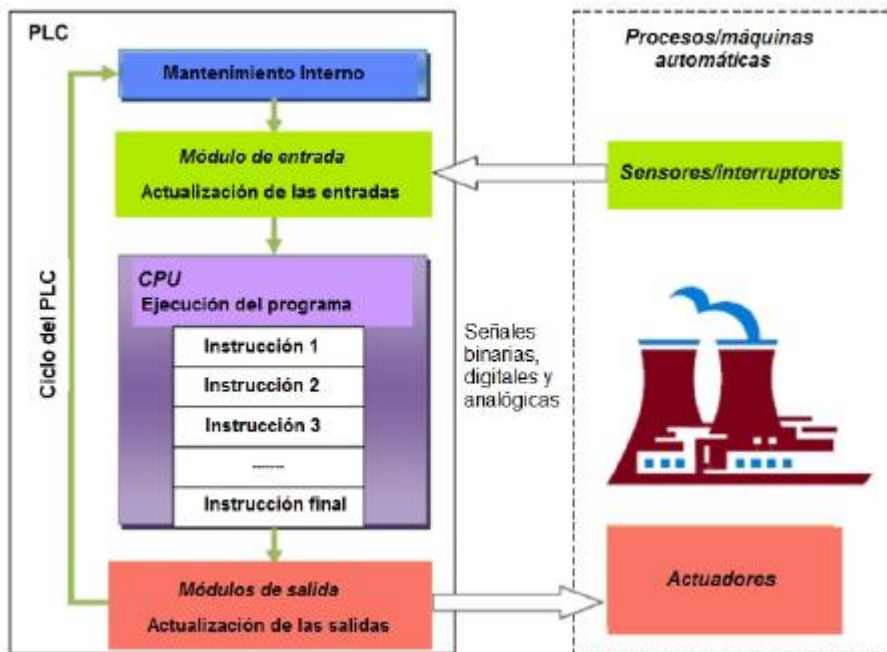 PLC
Mantenimiento Interno
Módulo de entrada
Actualización de las entradas
CPU
Ejecución del programa
Instrucción 1
Instrucción 2
Instrucción 3
-------
Instrucción final
Módulos de salida
Actualización de las salidas
Ciclo del PLC
Señales
binarias,
digitales y
analógicas
Procesos/máquinas
automáticas
Sensores/interruptores
Actuadores